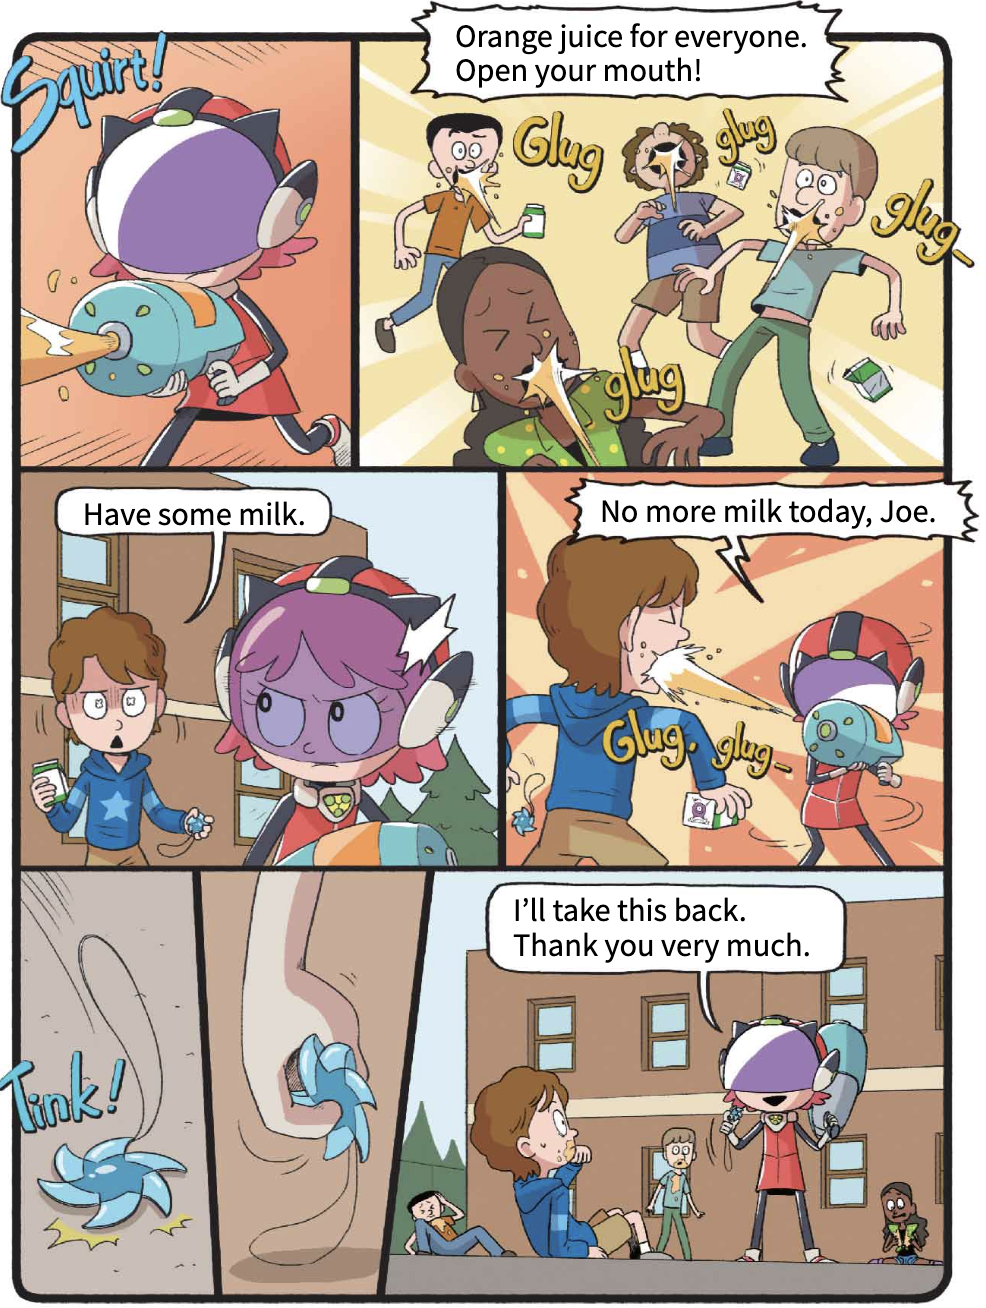 Squirt!
Orange juice for everyone.
Open your mouth!
Glug
glug
glug
glug
Have some milk.
No more milk today, Joe.
Glug.
glug
Tink!
I'll take this back.
Thank you very much.